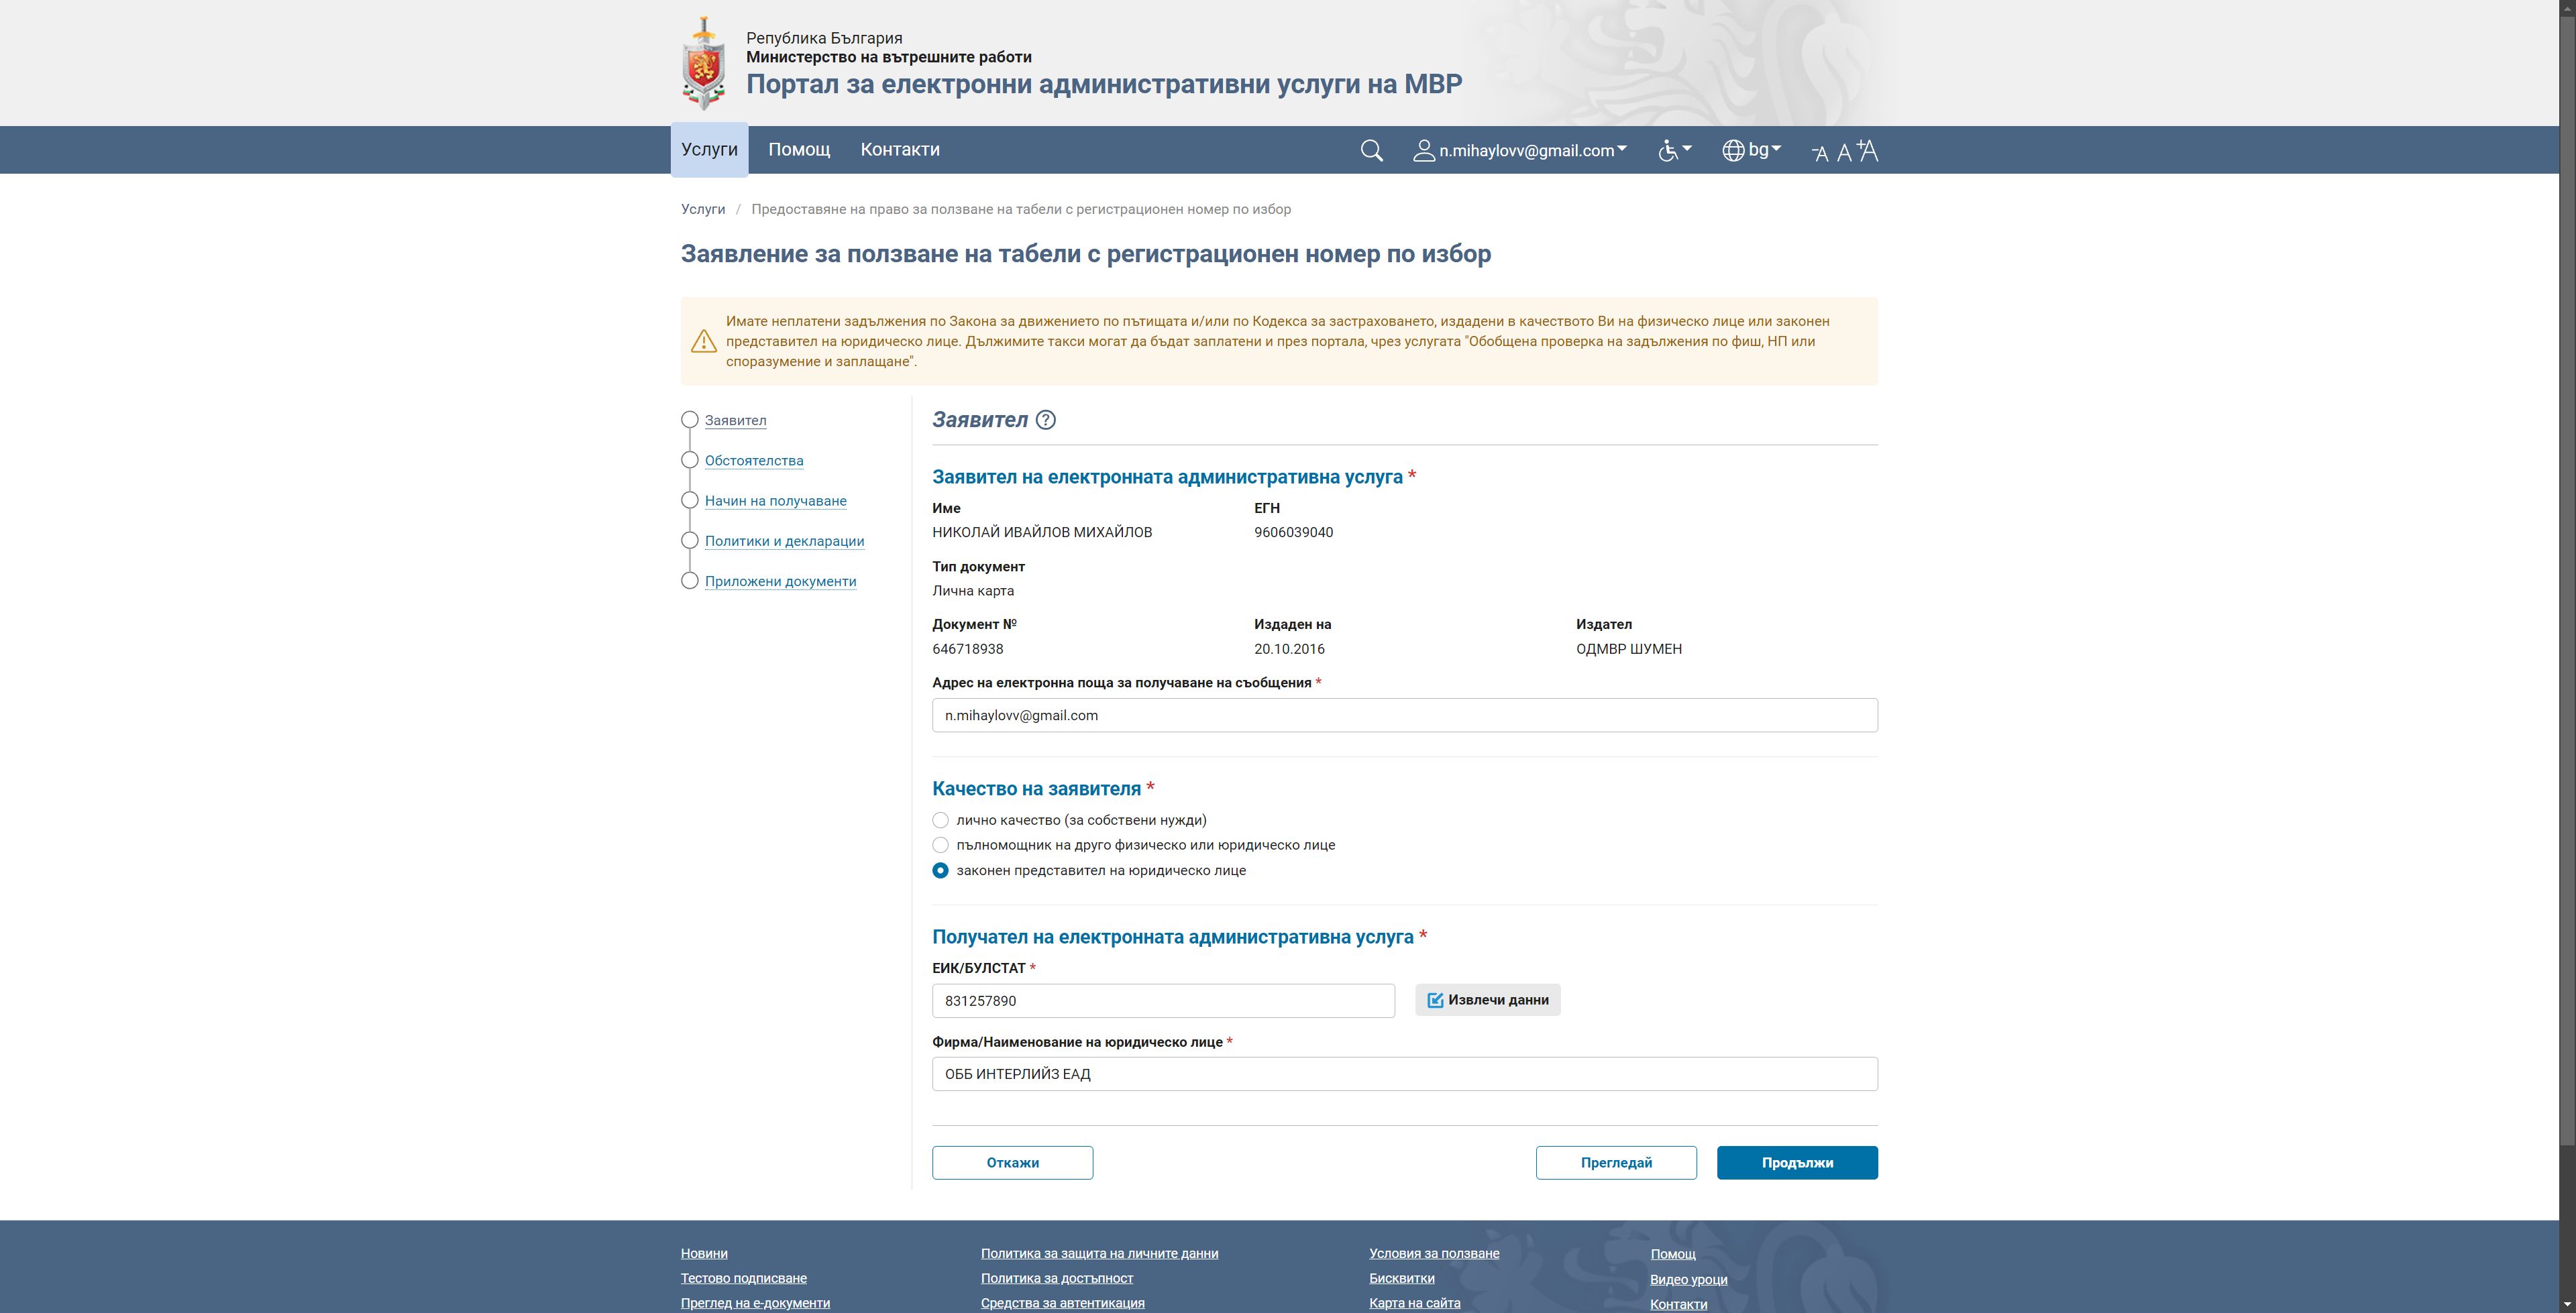 Република България
Министерство на вътрешните работи
Портал за електронни административни услуги на МВР
Услуги Помощ Контакти n.mihaylovv@gmail.com bg -A A +A
Услуги / Предоставяне на право за ползване на табели с регистрационен номер по избор
Заявление за ползване на табели с регистрационен номер по избор
Имате неплатени задължения по Закона за движението по пътищата и/или по Кодекса за застраховането, издадени в качеството Ви на физическо лице или законен
представител на юридическо лице. Дължимите такси могат да бъдат заплатени и през портала, чрез услугата "Обобщена проверка на задължения по фиш, НП или
споразумение и заплащане".
Заявител
Обстоятелства
Начин на получаване
Политики и декларации
Приложени документи
Заявител ?
Заявител на електронната административна услуга *
Име ЕГН
НИКОЛАЙ ИВАЙЛОВ МИХАЙЛОВ 9606039040
Тип документ
Лична карта
Документ № Издаден на Издател
646718938 20.10.2016 ОДМВР ШУМЕН
Адрес на електронна поща за получаване на съобщения *
n.mihaylovv@gmail.com
Качество на заявителя *
лично качество (за собствени нужди)
пълномощник на друго физическо или юридическо лице
законен представител на юридическо лице
Получател на електронната административна услуга *
ЕИК/БУЛСТАТ *
831257890 Извлечи данни
Фирма/Наименование на юридическо лице *
ОББ ИНТЕРЛИЙЗ ЕАД
Откажи Прегледай Продължи
Новини Политика за защита на личните данни Условия за ползване Помощ
Тестово подписване Политика за достъпност Бисквитки Видео уроци
Преглед на е-документи Средства за автентикация Карта на сайта Контакти